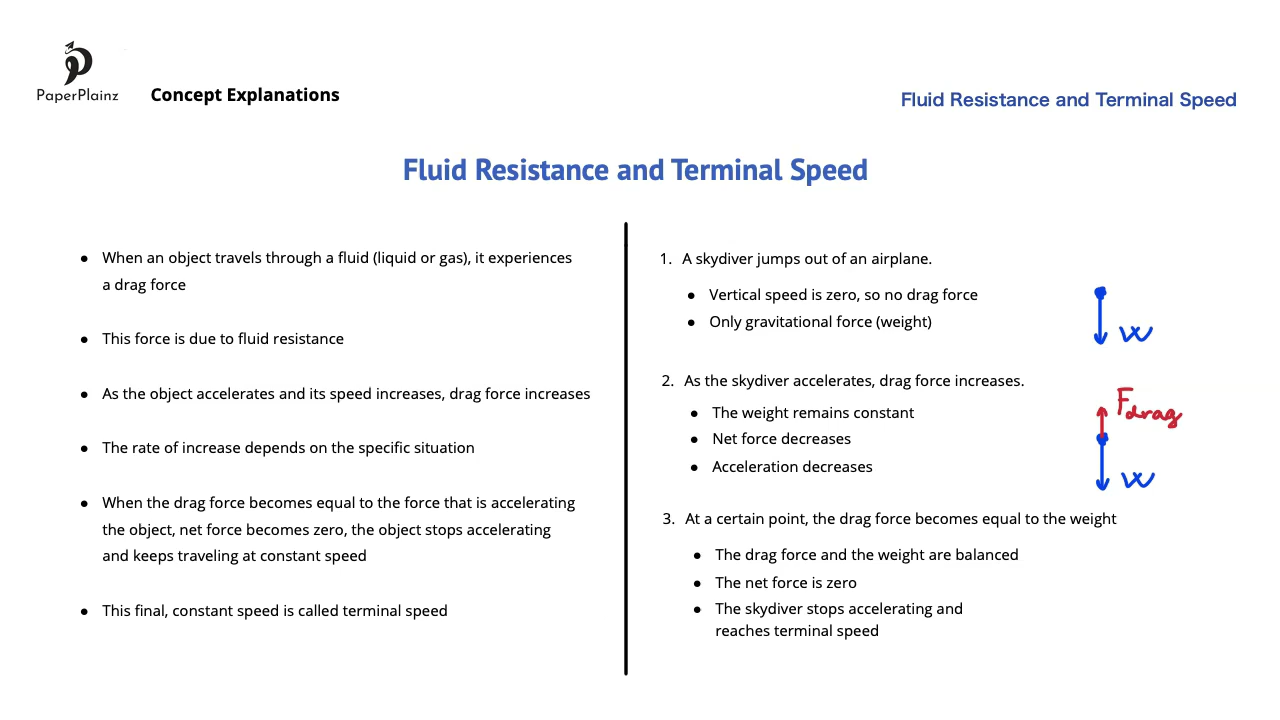 PaperPlainz
Concept Explanations
Fluid Resistance and Terminal Speed
Fluid Resistance and Terminal Speed
● When an object travels through a fluid (liquid or gas), it experiences
a drag force
● This force is due to fluid resistance
● As the object accelerates and its speed increases, drag force increases
● The rate of increase depends on the specific situation
● When the drag force becomes equal to the force that is accelerating
the object, net force becomes zero, the object stops accelerating
and keeps traveling at constant speed
● This final, constant speed is called terminal speed
1. A skydiver jumps out of an airplane.
● Vertical speed is zero, so no drag force
● Only gravitational force (weight)
W
2. As the skydiver accelerates, drag force increases.
● The weight remains constant
● Net force decreases
● Acceleration decreases
Fdrag
W
3. At a certain point, the drag force becomes equal to the weight
● The drag force and the weight are balanced
● The net force is zero
● The skydiver stops accelerating and
reaches terminal speed